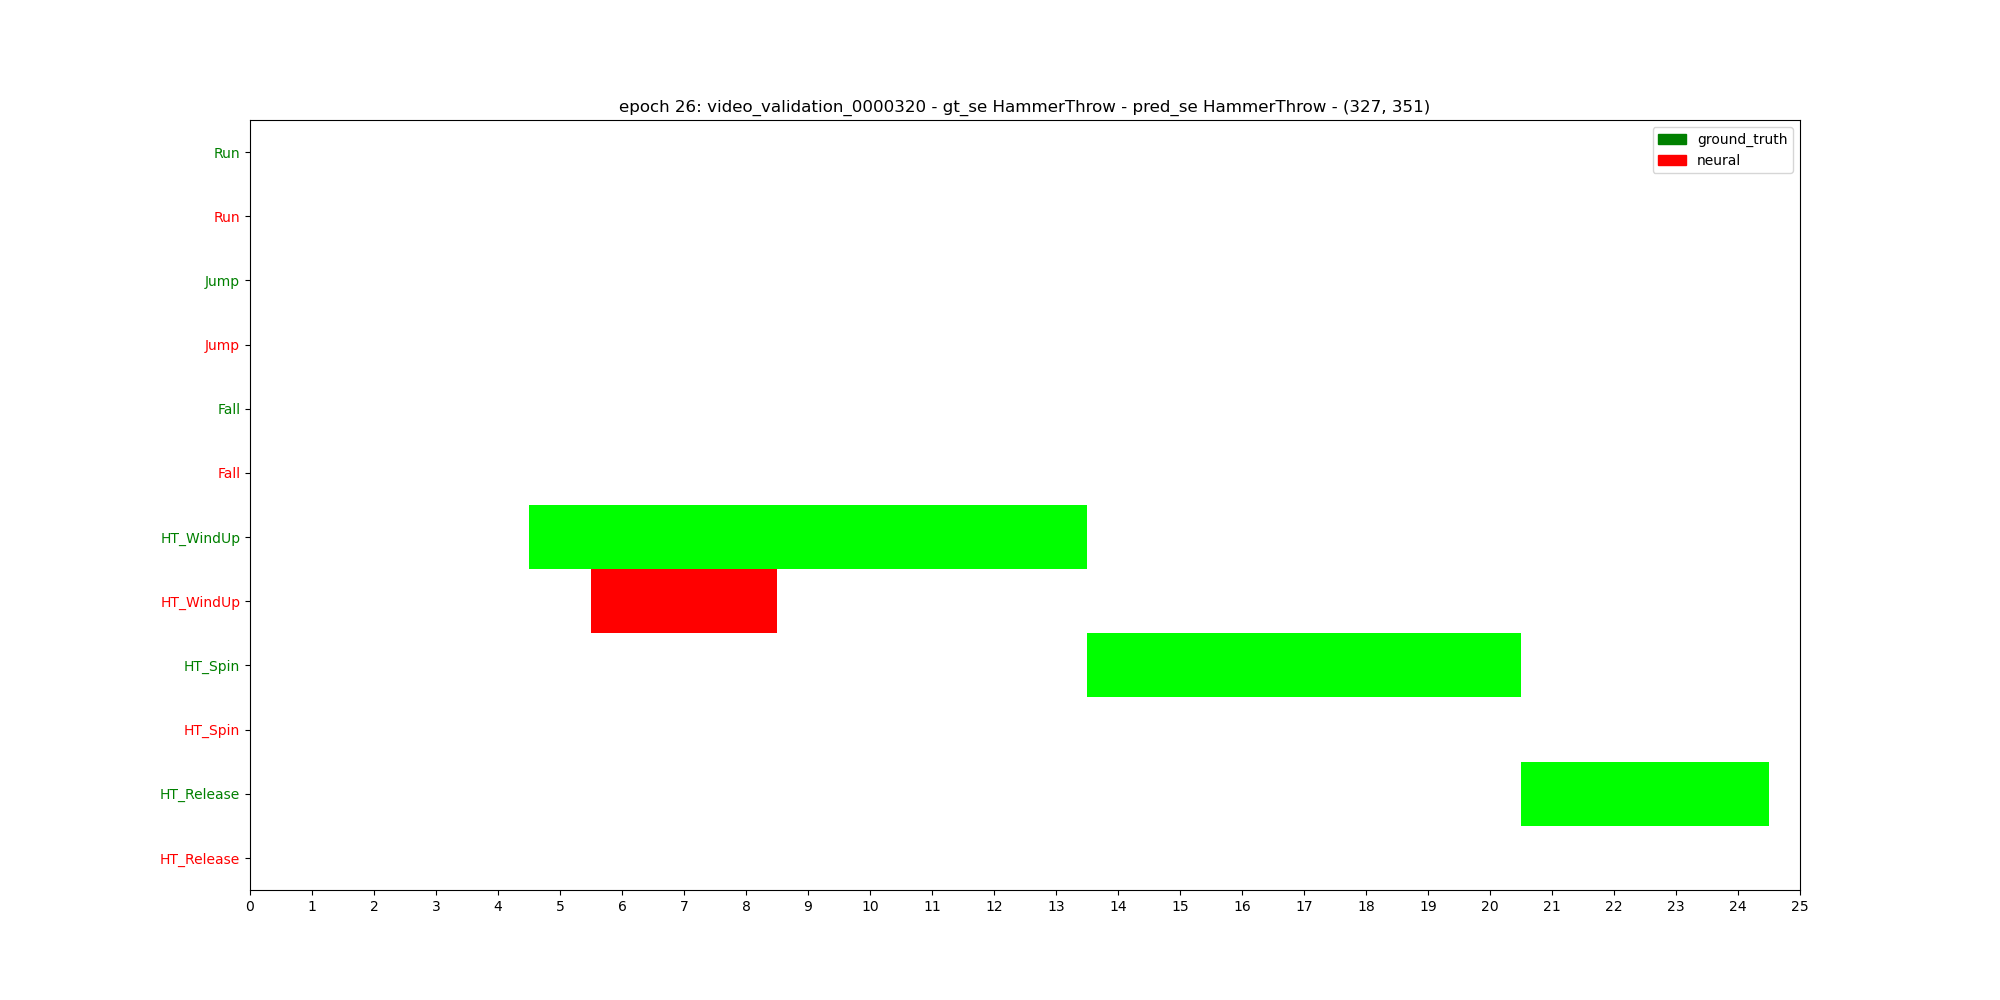 epoch 26: video_validation_0000320 - gt_se HammerThrow - pred_se HammerThrow - (327, 351)
ground_truth
neural
Run
Run
Jump
Jump
Fall
Fall
HT_WindUp
HT_WindUp
HT_Spin
HT_Spin
HT_Release
HT_Release
0 1 2 3 4 5 6 7 8 9 10 11 12 13 14 15 16 17 18 19 20 21 22 23 24 25